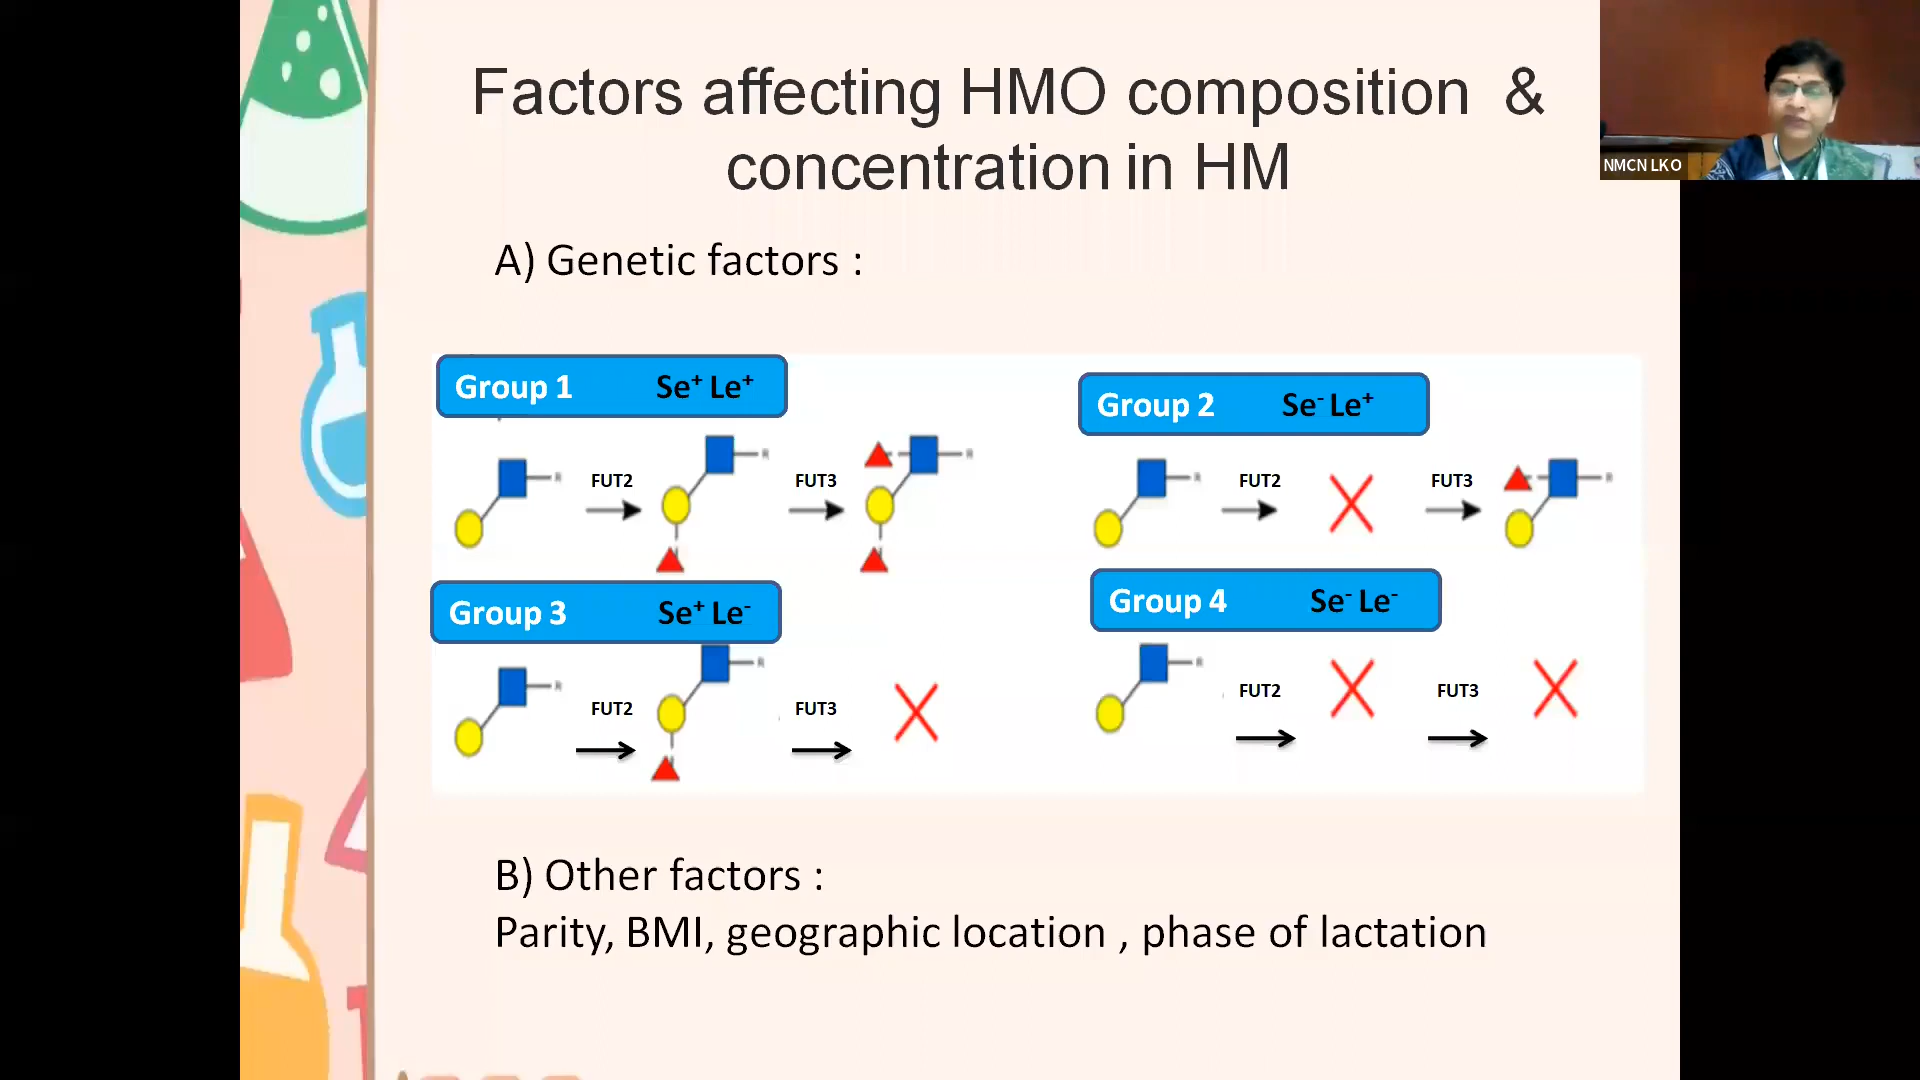 Factors affecting HMO composition &
concentration in HM
NMCN LKO
A) Genetic factors :
Group 1 Se⁺ Le⁺
R
FUT2
R
FUT3
R
Group 2 Se⁻ Le⁺
R
FUT2
FUT3
R
Group 3 Se⁺ Le⁻
R
FUT2
R
FUT3
Group 4 Se⁻ Le⁻
R
FUT2
FUT3
B) Other factors :
Parity, BMI, geographic location , phase of lactation